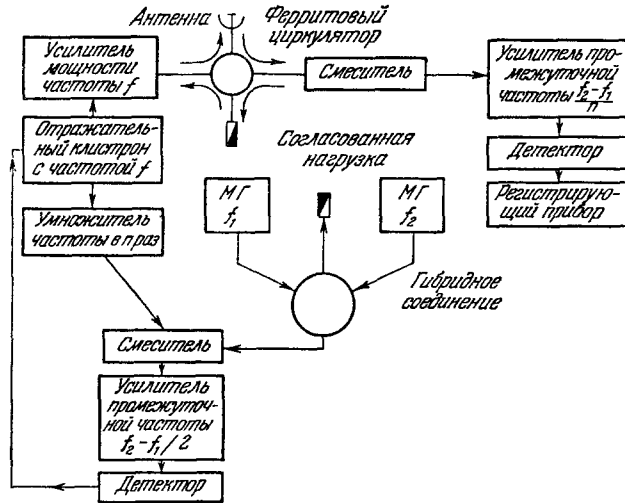 Антенна
Ферритовый
циркулятор
Усилитель
мощности
частоты f
Смеситель
Усилитель про-
межуточной
частоты (f₂-f₁)/n
Отражатель-
ный клистрон
с частотой f
Согласованная
нагрузка
Детектор
Регистрирую-
щий прибор
МГ
f₁
МГ
f₂
Умножитель
частоты в n раз
Гибридное
соединение
Смеситель
Усилитель
промежуточ-
ной частоты
f₂-f₁/2
Детектор